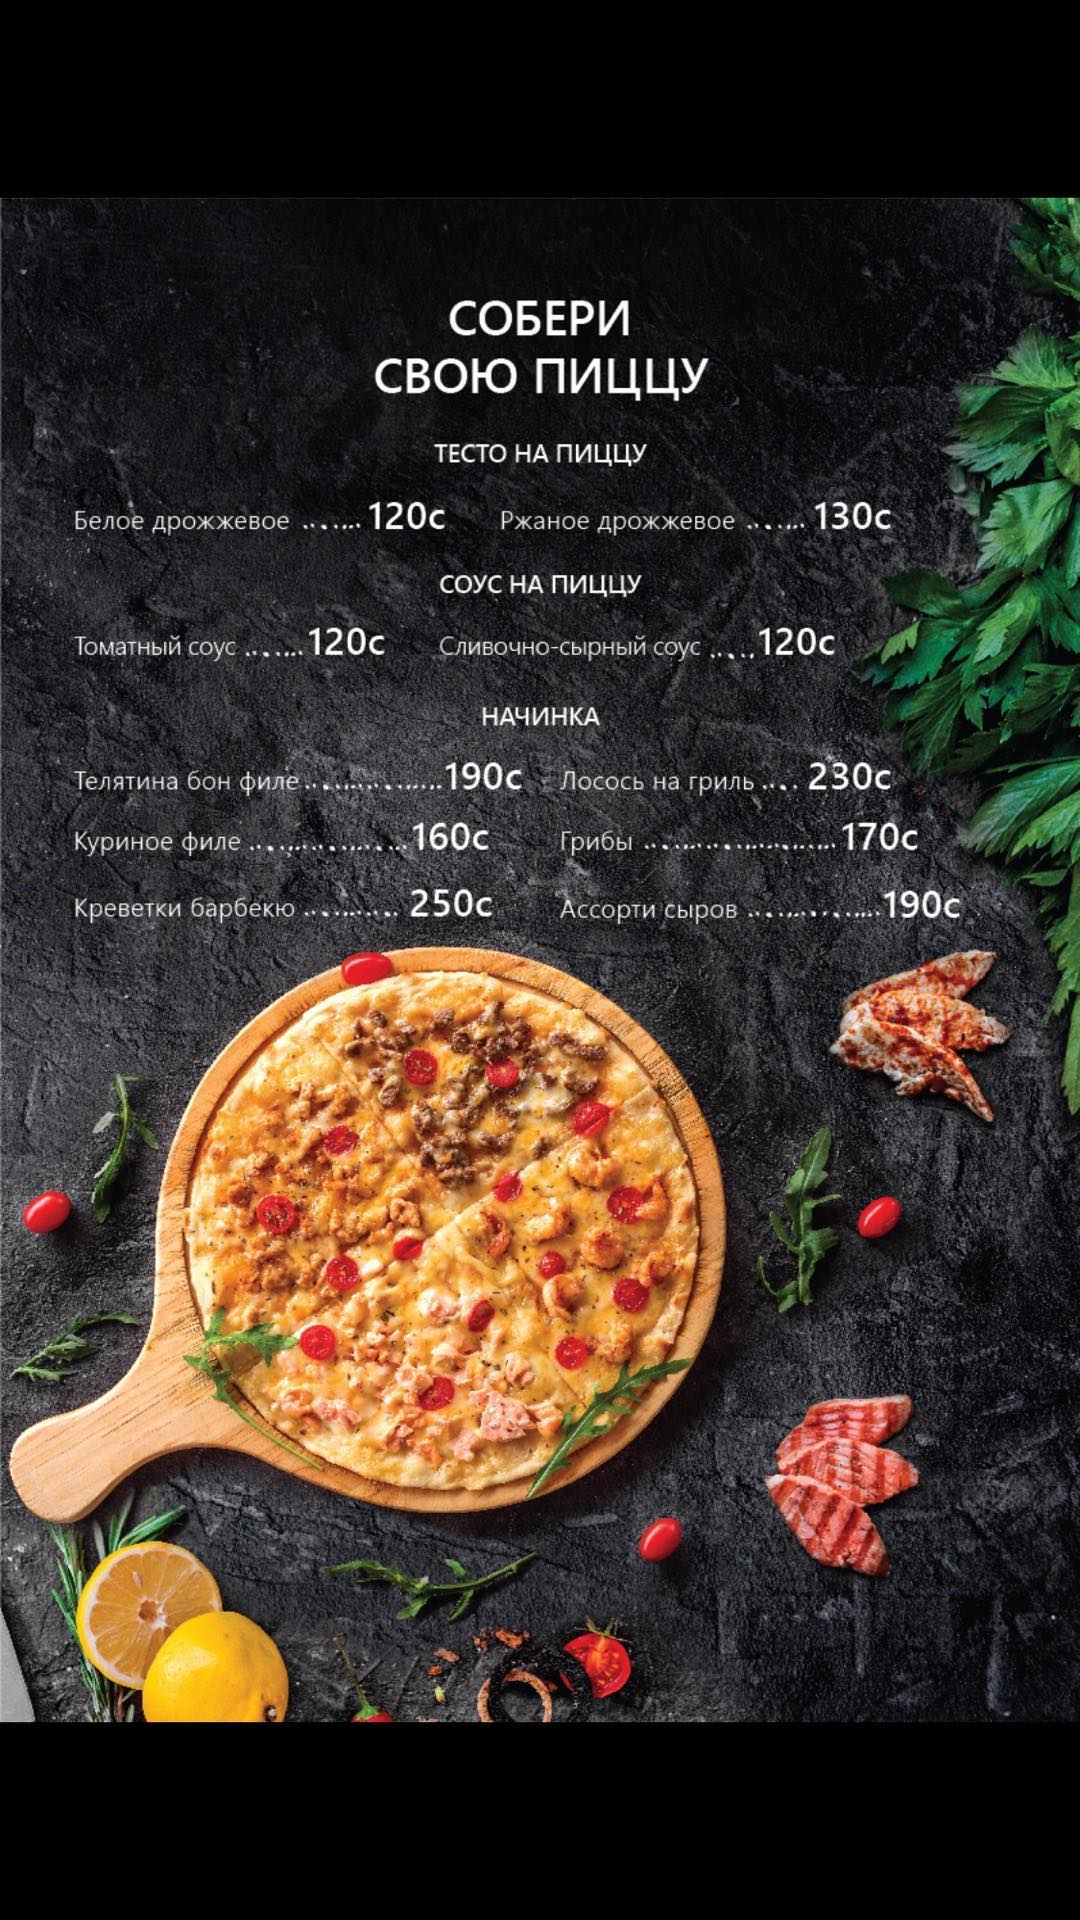 СОБЕРИ
СВОЮ ПИЦЦУ
ТЕСТО НА ПИЦЦУ
Белое дрожжевое ........ 120с Ржаное дрожжевое ........ 130с
СОУС НА ПИЦЦУ
Томатный соус ........ 120с Сливочно-сырный соус ...... 120с
НАЧИНКА
Телятина бон филе .................. 190с Лосось на гриль ..... 230с
Куриное филе ..................... 160с Грибы ......................... 170с
Креветки барбекю ............ 250с Ассорти сыров ................. 190с